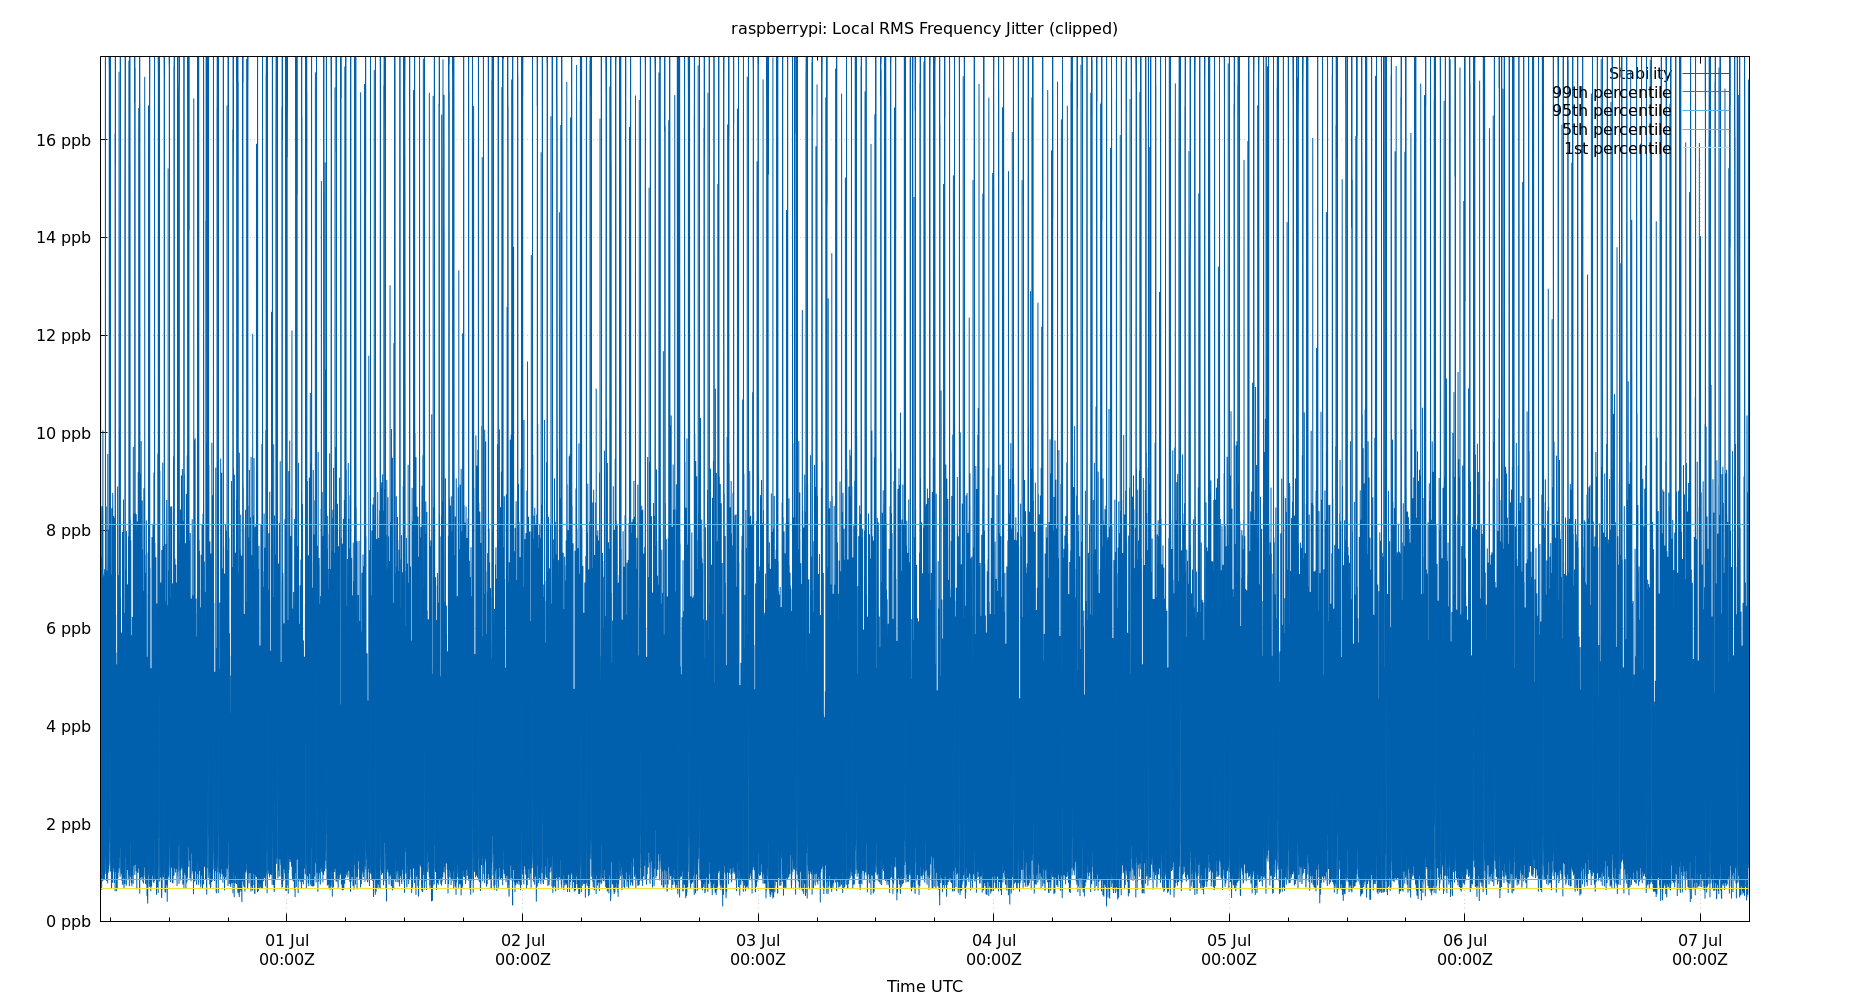 raspberrypi: Local RMS Frequency Jitter (clipped)
Stability
99th percentile
95th percentile
5th percentile
1st percentile
16 ppb
14 ppb
12 ppb
10 ppb
8 ppb
6 ppb
4 ppb
2 ppb
0 ppb
01 Jul 02 Jul 03 Jul 04 Jul 05 Jul 06 Jul 07 Jul
00:00Z 00:00Z 00:00Z 00:00Z 00:00Z 00:00Z 00:00Z
Time UTC